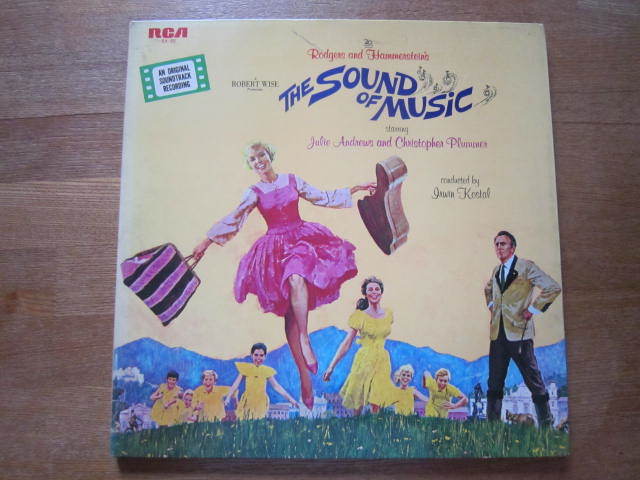 RCA
AN ORIGINAL
SOUNDTRACK
RECORDING
Rodgers and Hammerstein's
A
ROBERT WISE
Production
THE SOUND
OF MUSIC
starring
Julie Andrews and Christopher Plummer
conducted by
Irwin Kostal